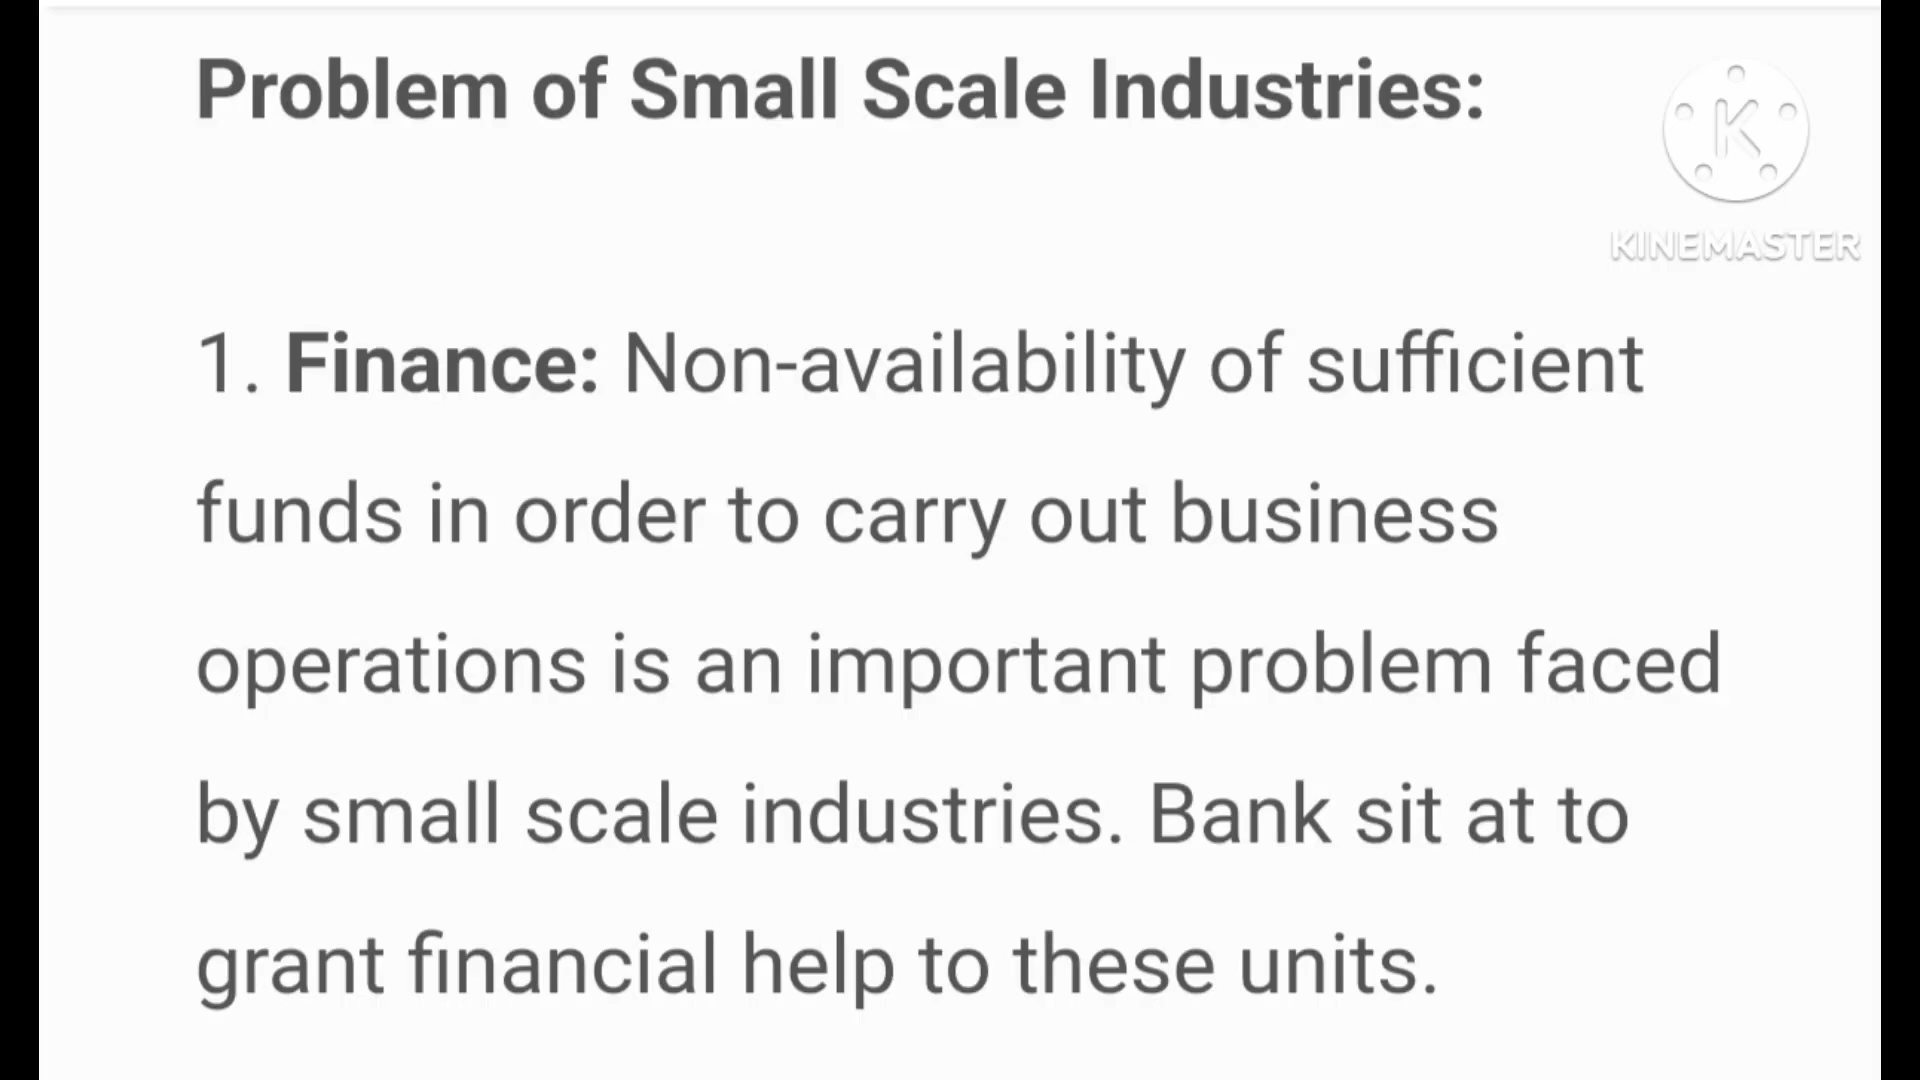 Problem of Small Scale Industries:
K
KINEMASTER
1. Finance: Non-availability of sufficient
funds in order to carry out business
operations is an important problem faced
by small scale industries. Bank sit at to
grant financial help to these units.